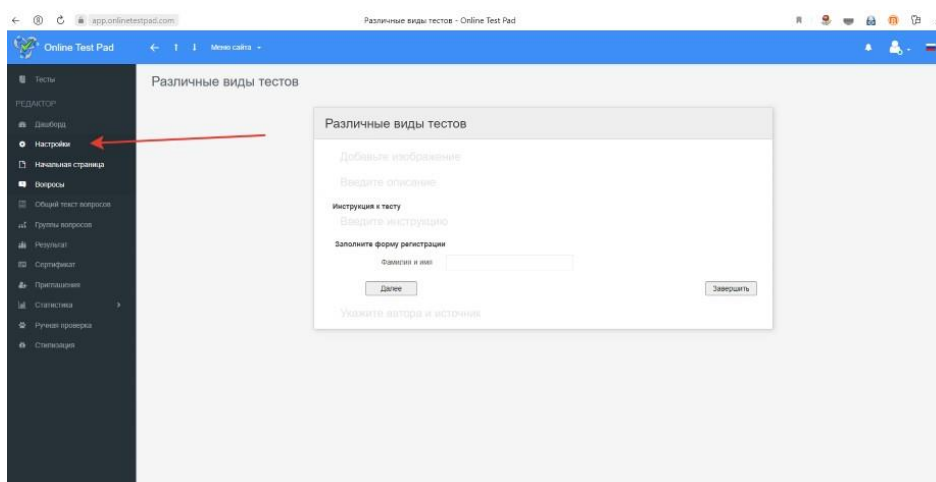 app.onlinetestpad.com Различные виды тестов - Online Test Pad
Online Test Pad Меню сайта
Тесты
Различные виды тестов
РЕДАКТОР
Дашборд
Настройки
Начальная страница
Вопросы
Общий текст вопросов
Группы вопросов
Результат
Сертификат
Приглашения
Статистика
Ручная проверка
Стилизация
Различные виды тестов
Добавьте изображение
Введите описание
Инструкция к тесту
Введите инструкцию
Заполните форму регистрации
Фамилия и имя
Далее Завершить
Укажите автора и источник